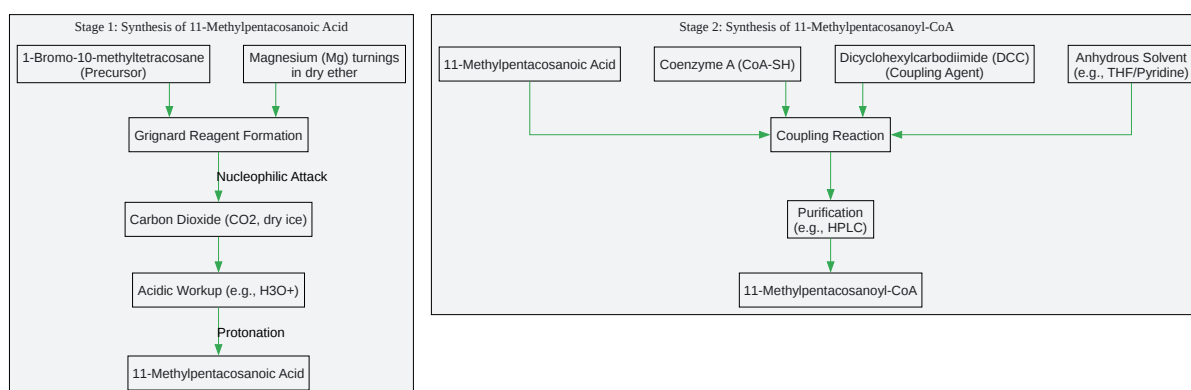 Stage 1: Synthesis of 11-Methylpentacosanoic Acid
1-Bromo-10-methyltetracosane
(Precursor)
Magnesium (Mg) turnings
in dry ether
Grignard Reagent Formation
Nucleophilic Attack
Carbon Dioxide (CO2, dry ice)
Acidic Workup (e.g., H3O+)
Protonation
11-Methylpentacosanoic Acid
Stage 2: Synthesis of 11-Methylpentacosanoyl-CoA
11-Methylpentacosanoic Acid
Coenzyme A (CoA-SH)
Dicyclohexylcarbodiimide (DCC)
(Coupling Agent)
Anhydrous Solvent
(e.g., THF/Pyridine)
Coupling Reaction
Purification
(e.g., HPLC)
11-Methylpentacosanoyl-CoA